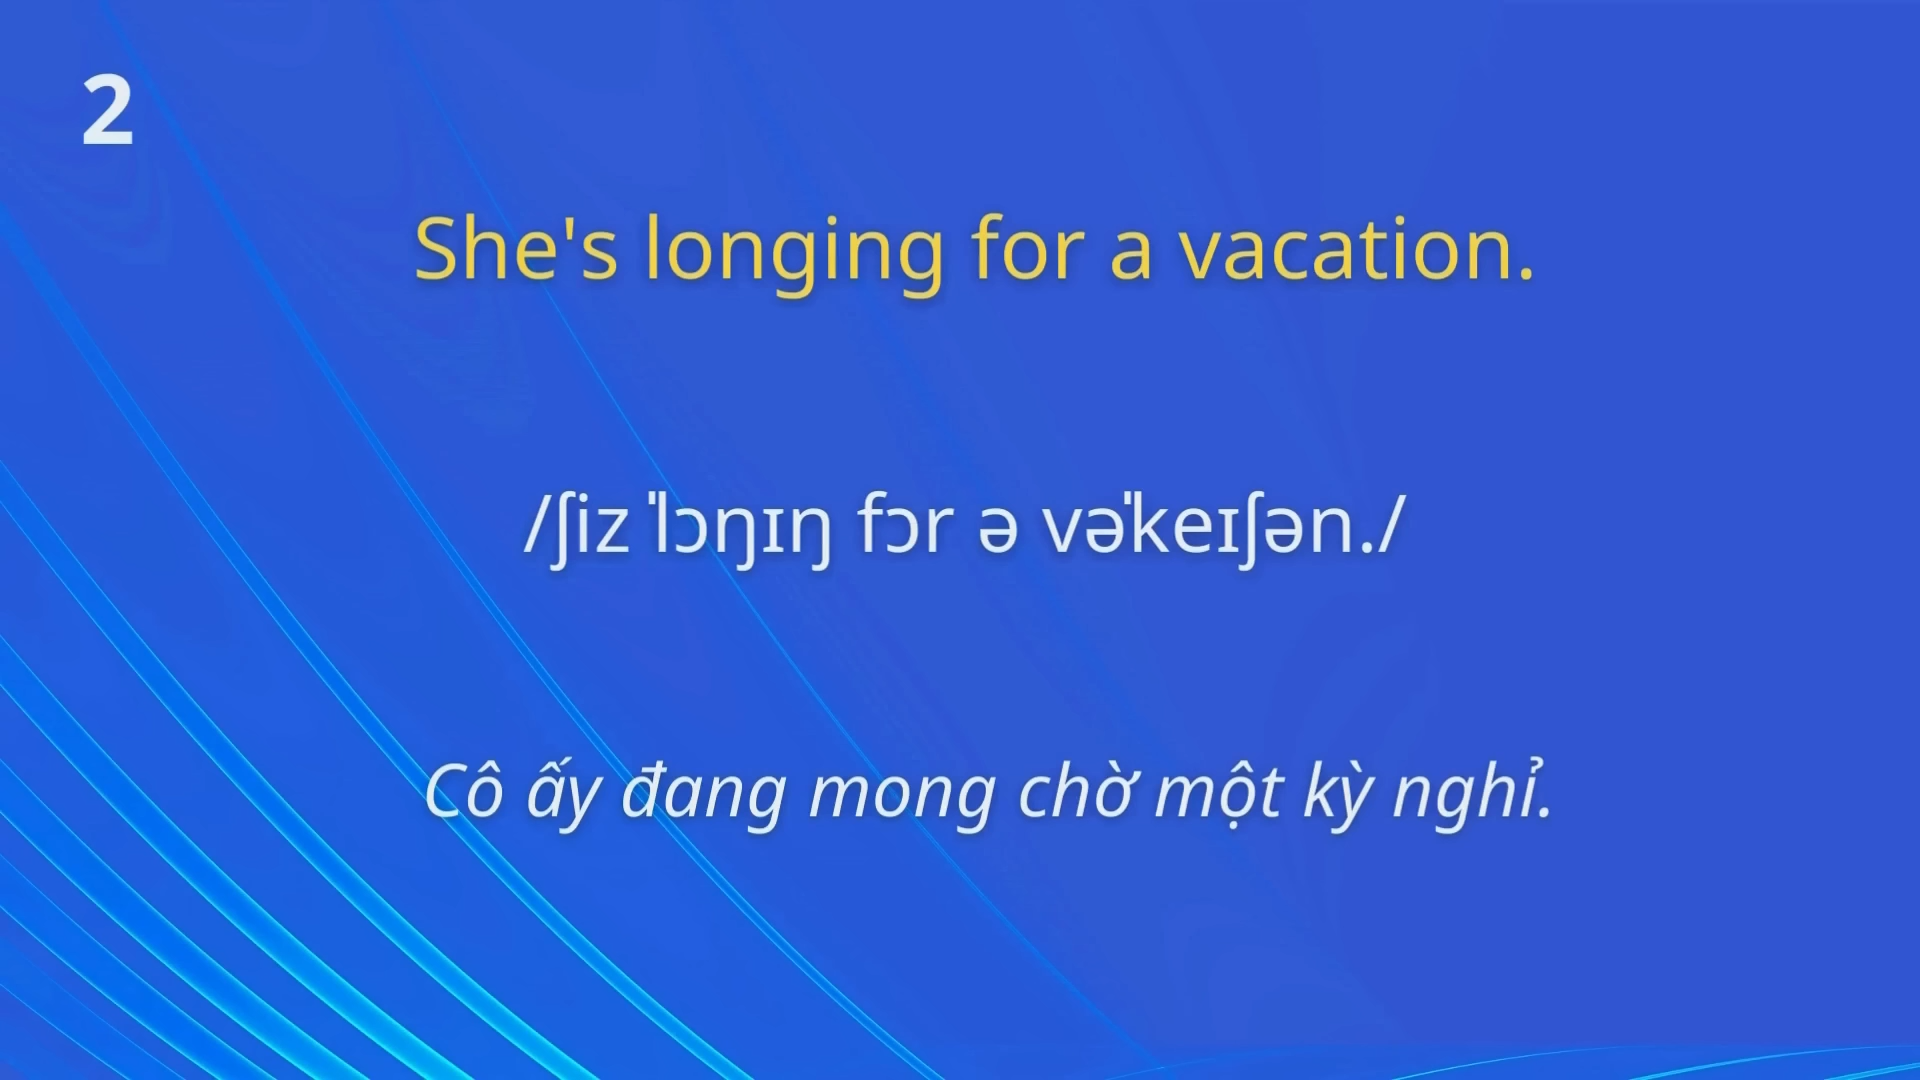 2
She's longing for a vacation.
/ʃiz ˈlɔŋɪŋ fɔr ə vəˈkeɪʃən./
Cô ấy đang mong chờ một kỳ nghỉ.